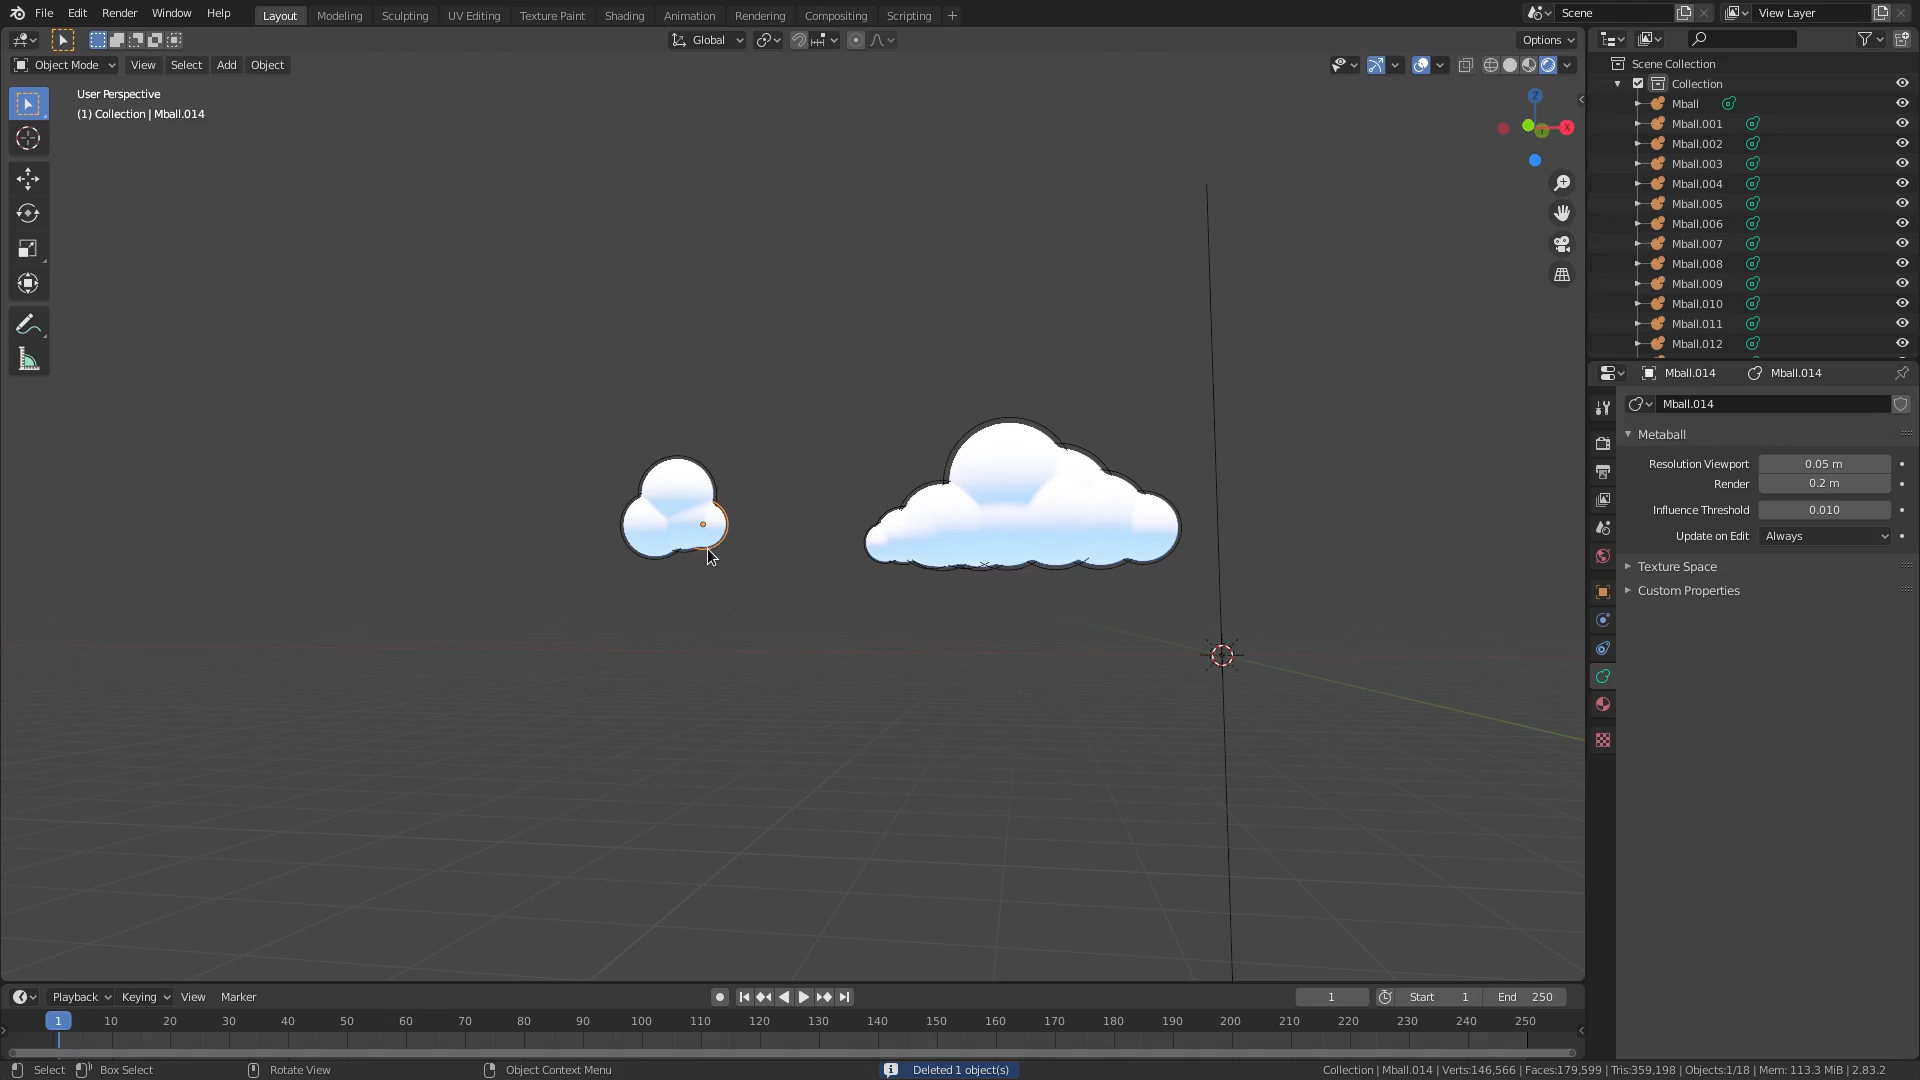 File Edit Render Window Help Layout Modeling Sculpting UV Editing Texture Paint Shading Animation Rendering Compositing Scripting + Scene View Layer
Global Options
Object Mode View Select Add Object
User Perspective
(1) Collection | Mball.014
Z
X
Scene Collection
Collection
Mball
Mball.001
Mball.002
Mball.003
Mball.004
Mball.005
Mball.006
Mball.007
Mball.008
Mball.009
Mball.010
Mball.011
Mball.012
Mball.014 Mball.014
Mball.014
Metaball
Resolution Viewport 0.05 m
Render 0.2 m
Influence Threshold 0.010
Update on Edit Always
Texture Space
Custom Properties
Playback Keying View Marker 1 Start 1 End 250
1 10 20 30 40 50 60 70 80 90 100 110 120 130 140 150 160 170 180 190 200 210 220 230 240 250
Select Box Select Rotate View Object Context Menu Deleted 1 object(s) Collection | Mball.014 | Verts:146,566 | Faces:179,599 | Tris:359,198 | Objects:1/18 | Mem: 113.3 MiB | 2.83.2